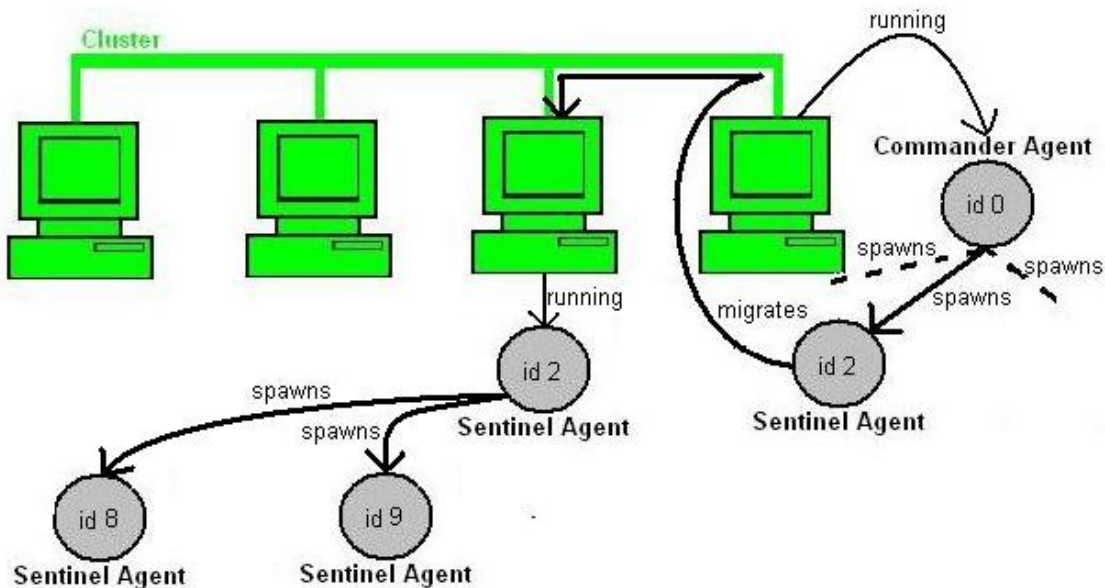 running
Cluster
Commander Agent
id 0
spawns
spawns
spawns
running
migrates
id 2
id 2
spawns
Sentinel Agent
Sentinel Agent
spawns
id 8
id 9
Sentinel Agent
Sentinel Agent